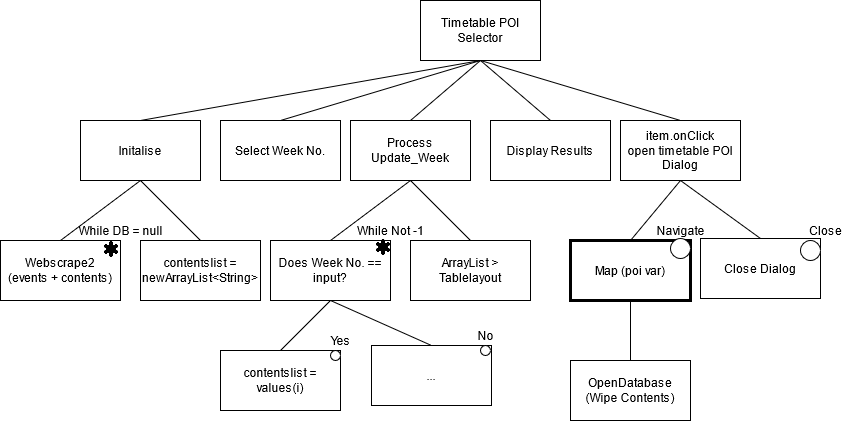 Timetable POI
Selector
Initalise
Select Week No.
Process
Update_Week
Display Results
item.onClick
open timetable POI
Dialog
While DB = null
While Not -1
Navigate
Close
Webscrape2
(events + contents)
contentslist =
newArrayList<String>
Does Week No. ==
input?
ArrayList >
Tablelayout
Map (poi var)
Close Dialog
Yes
No
contentslist =
values(i)
...
OpenDatabase
(Wipe Contents)